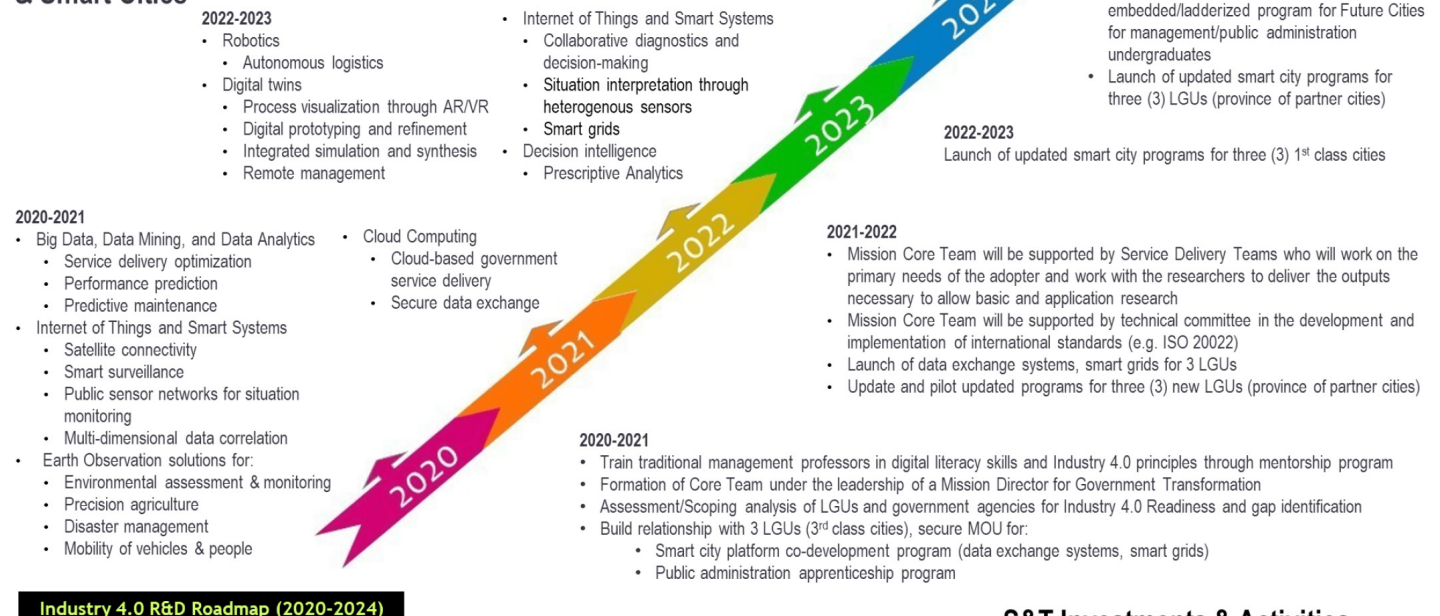 & Smart Cities
2022-2023
• Robotics
• Autonomous logistics
• Digital twins
• Process visualization through AR/VR
• Digital prototyping and refinement
• Integrated simulation and synthesis
• Remote management
• Internet of Things and Smart Systems
• Collaborative diagnostics and
decision-making
• Situation interpretation through
heterogenous sensors
• Smart grids
• Decision intelligence
• Prescriptive Analytics
embedded/ladderized program for Future Cities
for management/public administration
undergraduates
• Launch of updated smart city programs for
three (3) LGUs (province of partner cities)
2022-2023
Launch of updated smart city programs for three (3) 1st class cities
2023
2022
2021
2020
2020-2021
• Big Data, Data Mining, and Data Analytics
• Service delivery optimization
• Performance prediction
• Predictive maintenance
• Internet of Things and Smart Systems
• Satellite connectivity
• Smart surveillance
• Public sensor networks for situation
monitoring
• Multi-dimensional data correlation
• Earth Observation solutions for:
• Environmental assessment & monitoring
• Precision agriculture
• Disaster management
• Mobility of vehicles & people
• Cloud Computing
• Cloud-based government
service delivery
• Secure data exchange
2021-2022
• Mission Core Team will be supported by Service Delivery Teams who will work on the
primary needs of the adopter and work with the researchers to deliver the outputs
necessary to allow basic and application research
• Mission Core Team will be supported by technical committee in the development and
implementation of international standards (e.g. ISO 20022)
• Launch of data exchange systems, smart grids for 3 LGUs
• Update and pilot updated programs for three (3) new LGUs (province of partner cities)
2020-2021
• Train traditional management professors in digital literacy skills and Industry 4.0 principles through mentorship program
• Formation of Core Team under the leadership of a Mission Director for Government Transformation
• Assessment/Scoping analysis of LGUs and government agencies for Industry 4.0 Readiness and gap identification
• Build relationship with 3 LGUs (3rd class cities), secure MOU for:
• Smart city platform co-development program (data exchange systems, smart grids)
• Public administration apprenticeship program
Industry 4.0 R&D Roadmap (2020-2024)
S&T Investments & Activities